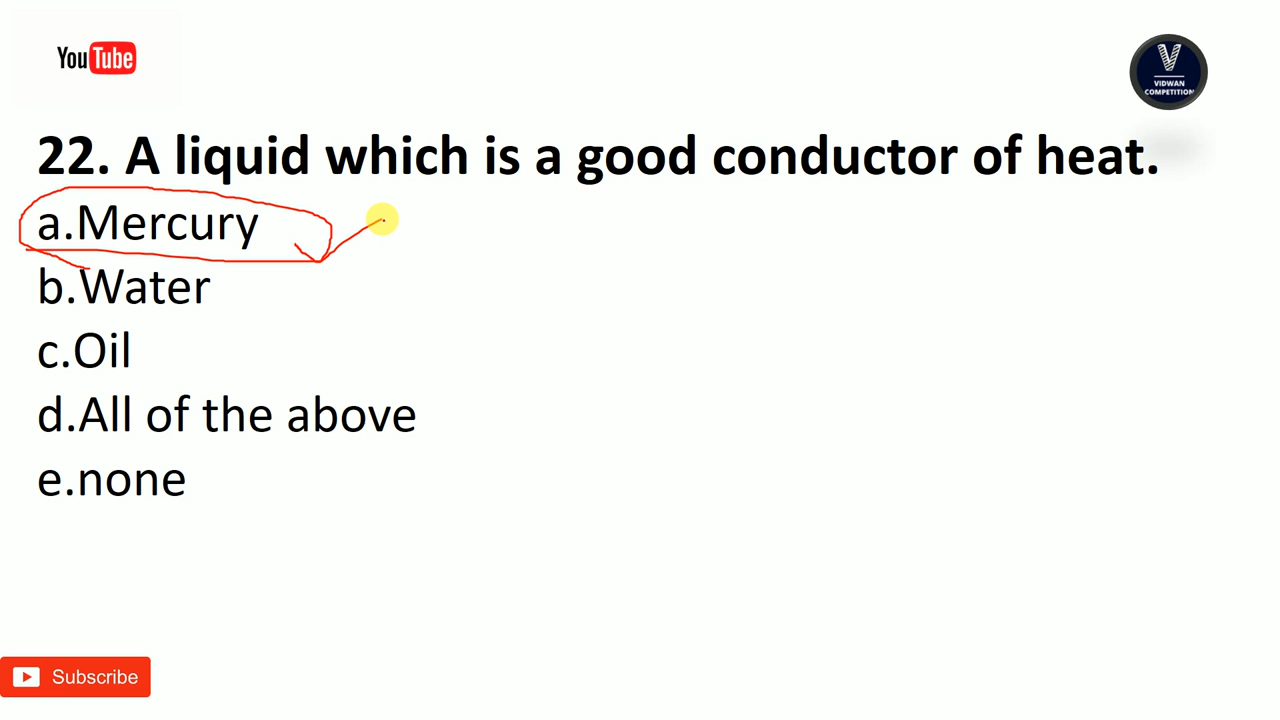 YouTube
VIDWAN
COMPETITION
22. A liquid which is a good conductor of heat.
a.Mercury
b.Water
c.Oil
d.All of the above
e.none
Subscribe